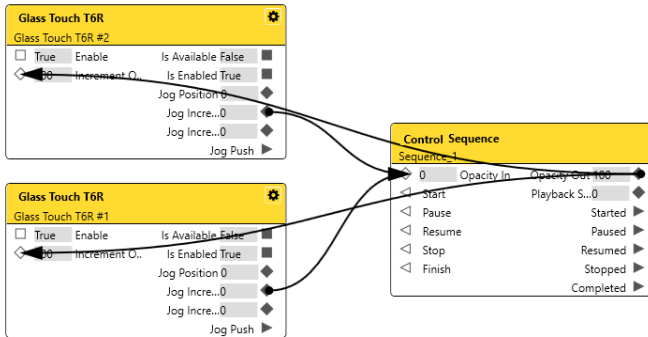 Glass Touch T6R
Glass Touch T6R #2
True Enable Is Available False
Increment O.. Is Enabled True
Jog Position 0
Jog Incre...0
Jog Incre...0
Jog Push
Control Sequence
Sequence_1
0 Opacity In Opacity Out 100
Start Playback S...0
Pause Started
Resume Paused
Stop Resumed
Finish Stopped
Completed
Glass Touch T6R
Glass Touch T6R #1
True Enable Is Available False
Increment O.. Is Enabled True
Jog Position 0
Jog Incre...0
Jog Incre...0
Jog Push